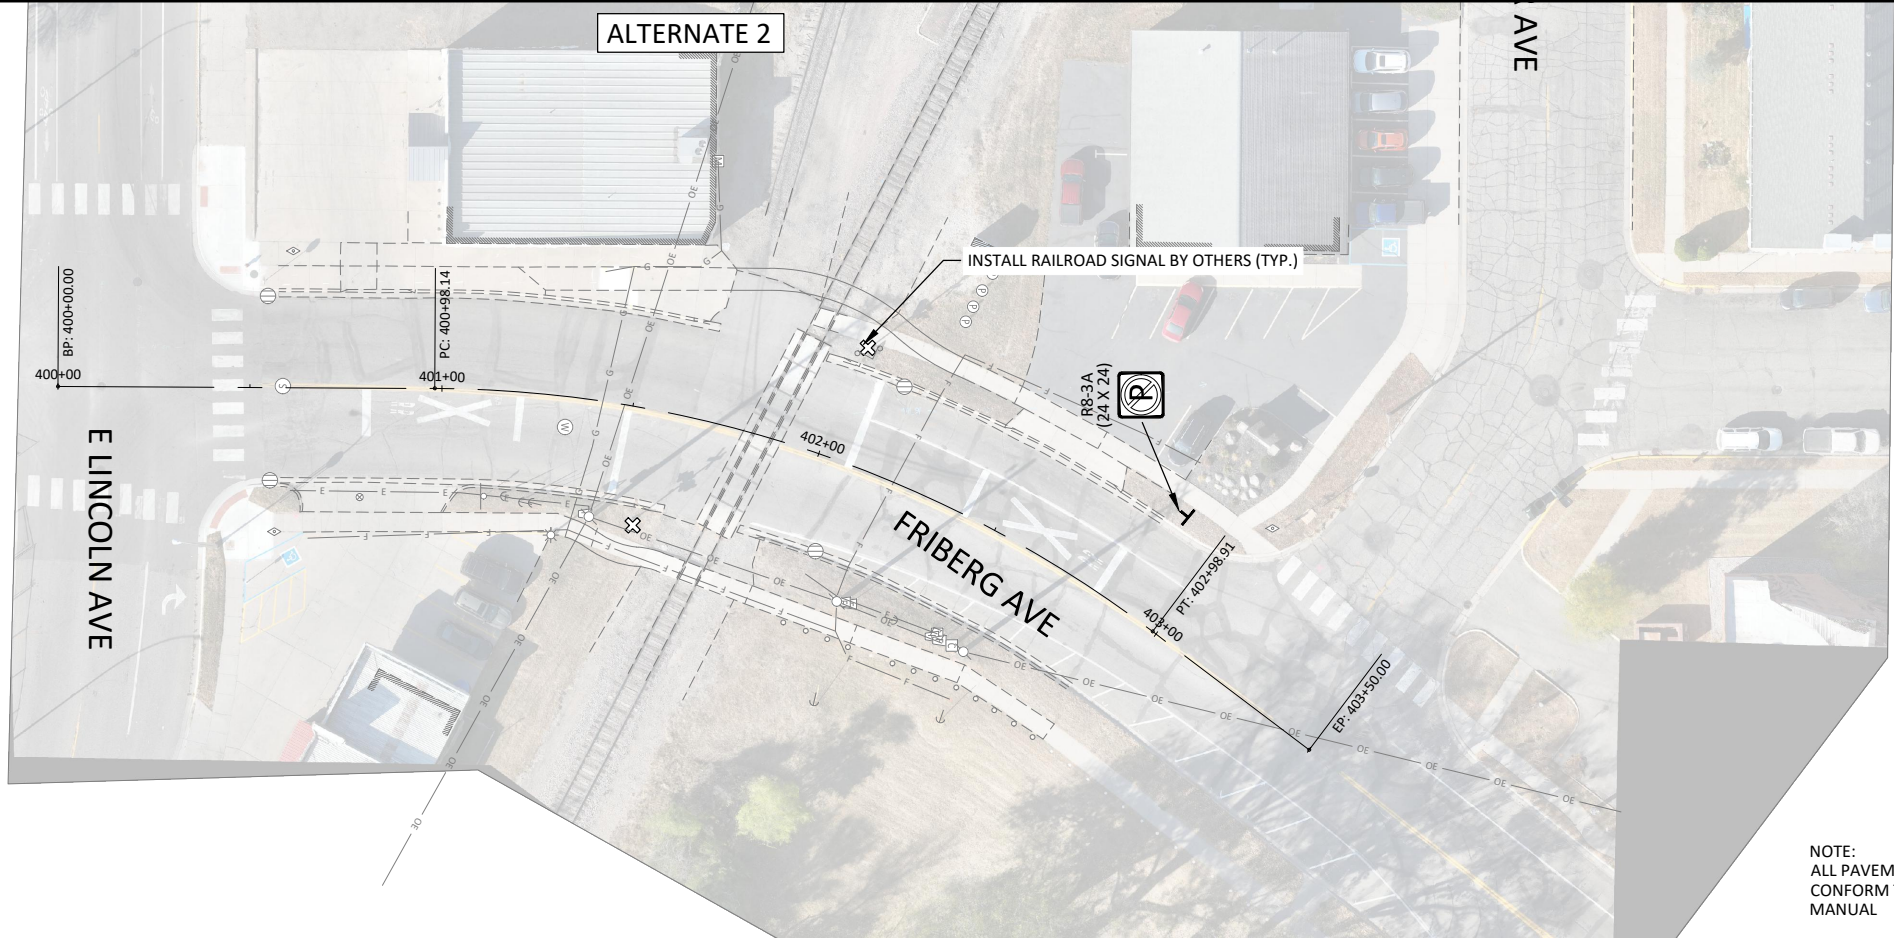 ALTERNATE 2
AVE
INSTALL RAILROAD SIGNAL BY OTHERS (TYP.)
BP: 400+00.00
PC: 400+98.14
400+00
401+00
402+00
R8-3A
(24 X 24)
P
E LINCOLN AVE
FRIBERG AVE
403+00
PT: 402+98.91
EP: 403+50.00
NOTE:
ALL PAVEM
CONFORM
MANUAL